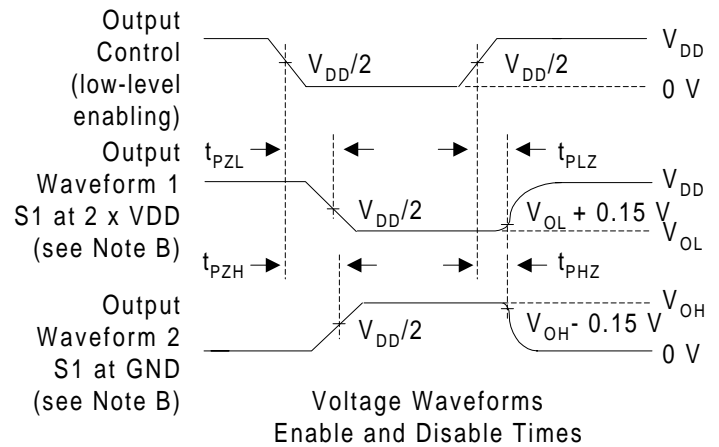 Output
Control
(low-level
enabling)
V_DD/2
V_DD/2
V_DD
0 V
t_PZL
t_PLZ
Output
Waveform 1
S1 at 2 x VDD
(see Note B)
V_DD/2
V_DD
V_OL + 0.15 V
V_OL
t_PZH
t_PHZ
Output
Waveform 2
S1 at GND
(see Note B)
V_DD/2
V_OH
V_OH- 0.15 V
0 V
Voltage Waveforms
Enable and Disable Times